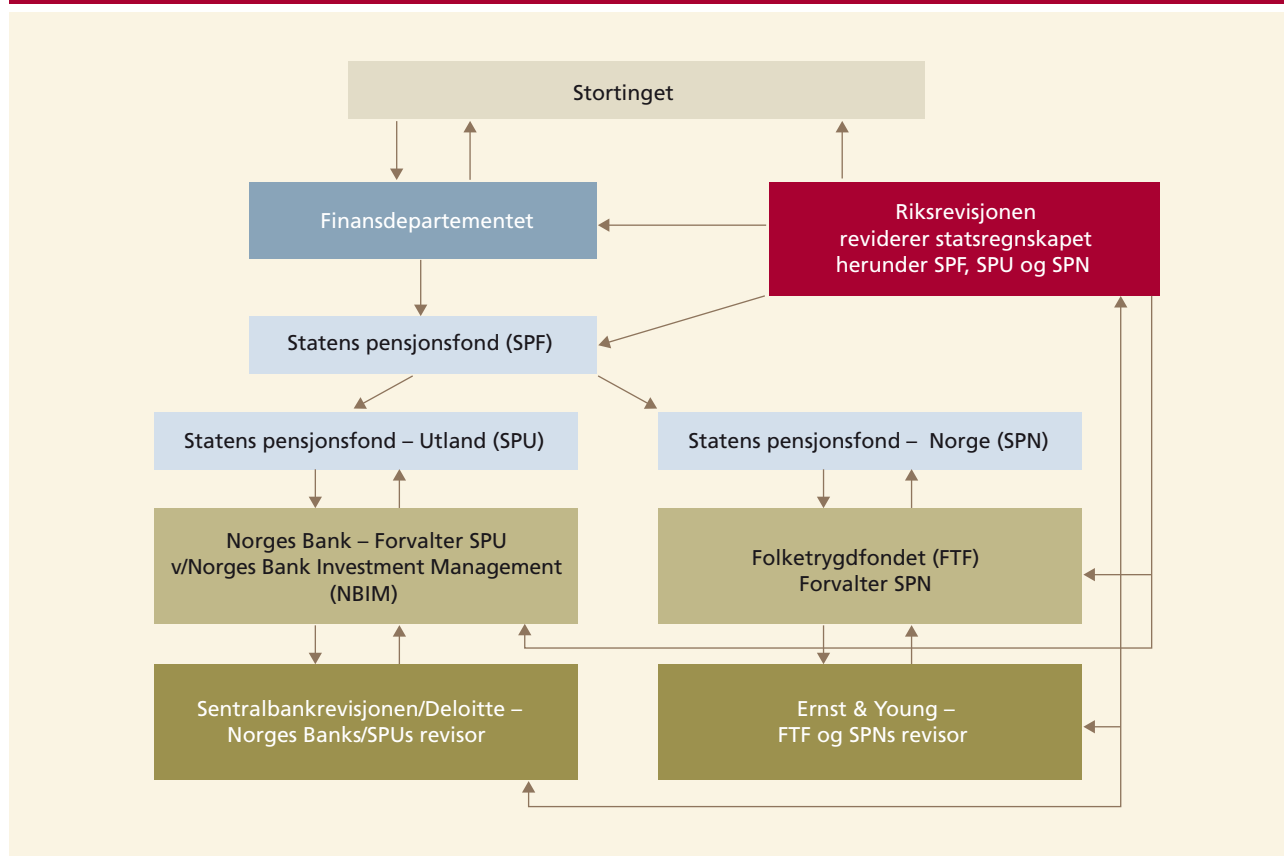 Stortinget
Finansdepartementet
Riksrevisjonen
reviderer statsregnskapet
herunder SPF, SPU og SPN
Statens pensjonsfond (SPF)
Statens pensjonsfond – Utland (SPU)
Statens pensjonsfond – Norge (SPN)
Norges Bank – Forvalter SPU
v/Norges Bank Investment Management
(NBIM)
Folketrygdfondet (FTF)
Forvalter SPN
Sentralbankrevisjonen/Deloitte –
Norges Banks/SPUs revisor
Ernst & Young –
FTF og SPNs revisor